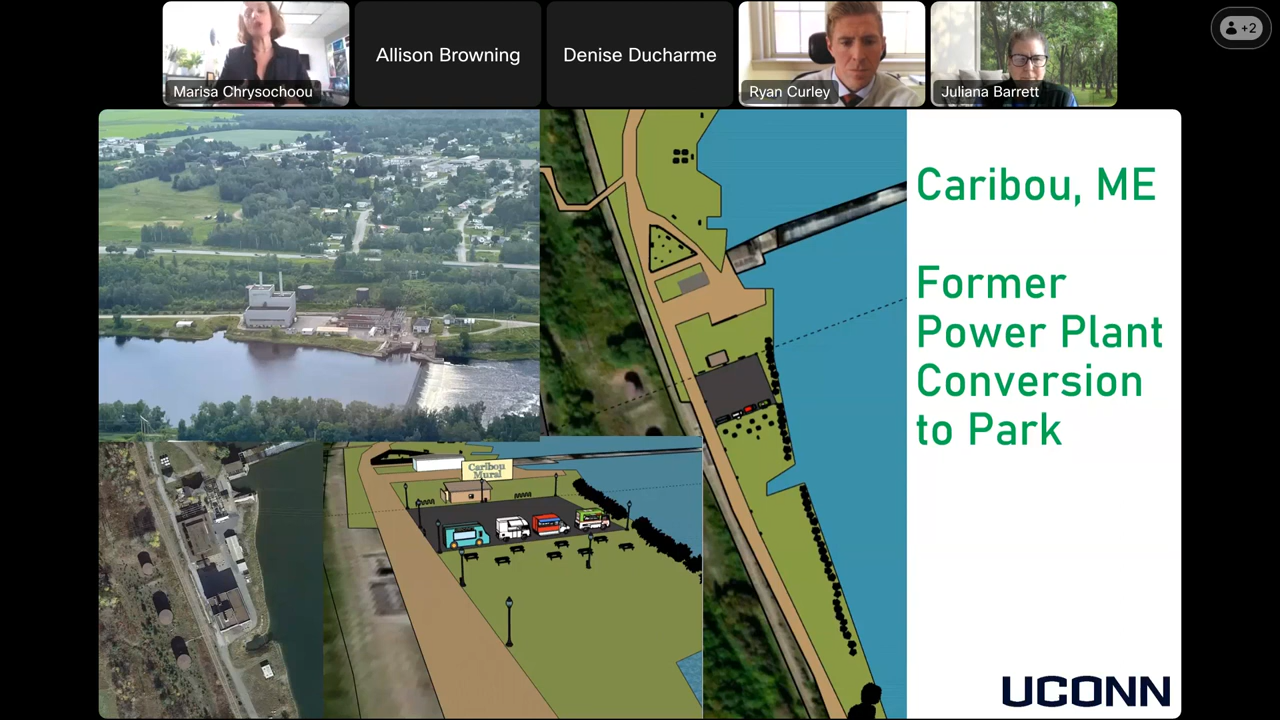 Marisa Chrysochoou
Allison Browning
Denise Ducharme
Ryan Curley
Juliana Barrett
+2
Caribou, ME
Former
Power Plant
Conversion
to Park
Caribou
Mural
UCONN